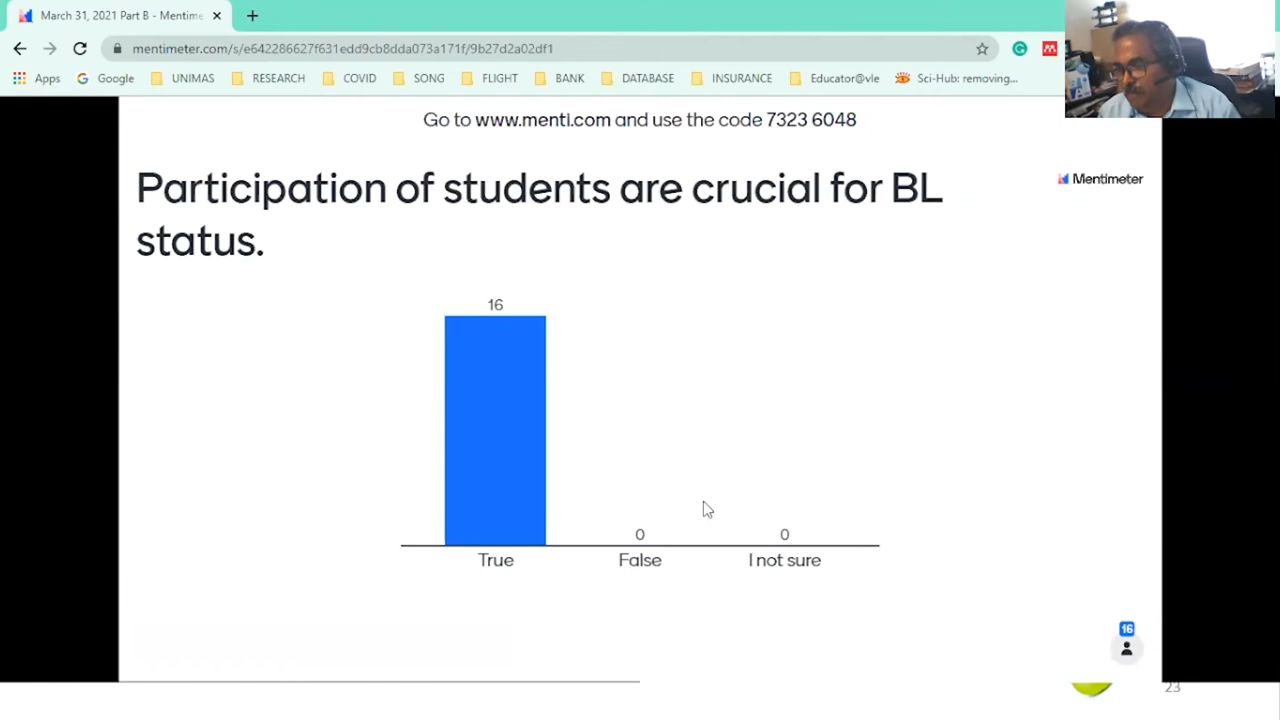 March 31, 2021 Part B - Mentime
mentimeter.com/s/e642286627f631edd9cb8dda073a171f/9b27d2a02df1
Apps Google UNIMAS RESEARCH COVID SONG FLIGHT BANK DATABASE INSURANCE Educator@vle Sci-Hub: removing...
Go to www.menti.com and use the code 7323 6048
Participation of students are crucial for BL
status.
Mentimeter
16
0
0
True False I not sure
16
23